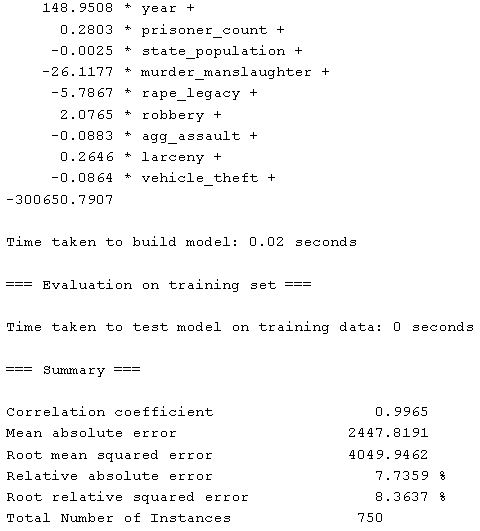 148.9508 * year +
0.2803 * prisoner_count +
-0.0025 * state_population +
-26.1177 * murder_manslaughter +
-5.7867 * rape_legacy +
2.0765 * robbery +
-0.0883 * agg_assault +
0.2646 * larceny +
-0.0864 * vehicle_theft +
-300650.7907
Time taken to build model: 0.02 seconds
=== Evaluation on training set ===
Time taken to test model on training data: 0 seconds
=== Summary ===
Correlation coefficient 0.9965
Mean absolute error 2447.8191
Root mean squared error 4049.9462
Relative absolute error 7.7359 %
Root relative squared error 8.3637 %
Total Number of Instances 750